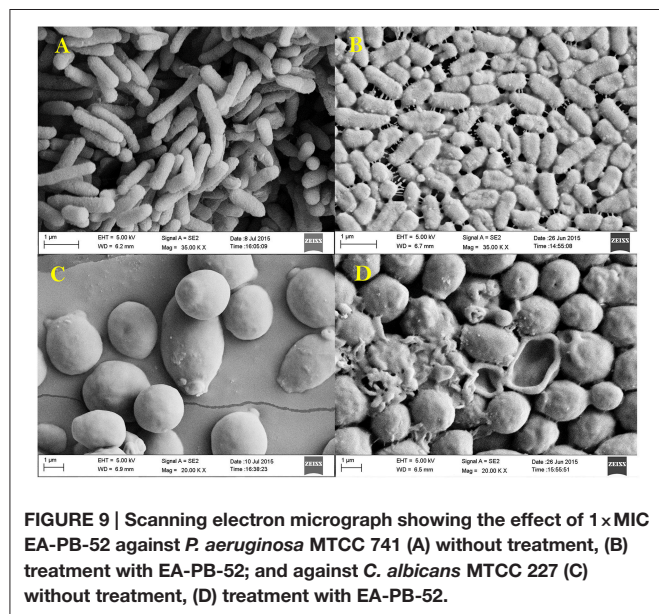 A
B
1 µm
EHT = 5.00 kV
WD = 6.2 mm
Signal A = SE2
Mag = 35.00 K X
Date :8 Jul 2015
Time :16:05:09
ZEISS
1 µm
EHT = 5.00 kV
WD = 6.7 mm
Signal A = SE2
Mag = 35.00 K X
Date :26 Jun 2015
Time :14:55:08
ZEISS
C
D
1 µm
EHT = 5.00 kV
WD = 6.9 mm
Signal A = SE2
Mag = 20.00 K X
Date :10 Jul 2015
Time :16:38:23
ZEISS
1 µm
EHT = 5.00 kV
WD = 6.5 mm
Signal A = SE2
Mag = 20.00 K X
Date :26 Jun 2015
Time :15:55:51
ZEISS
FIGURE 9 | Scanning electron micrograph showing the effect of 1×MIC
EA-PB-52 against P. aeruginosa MTCC 741 (A) without treatment, (B)
treatment with EA-PB-52; and against C. albicans MTCC 227 (C)
without treatment, (D) treatment with EA-PB-52.